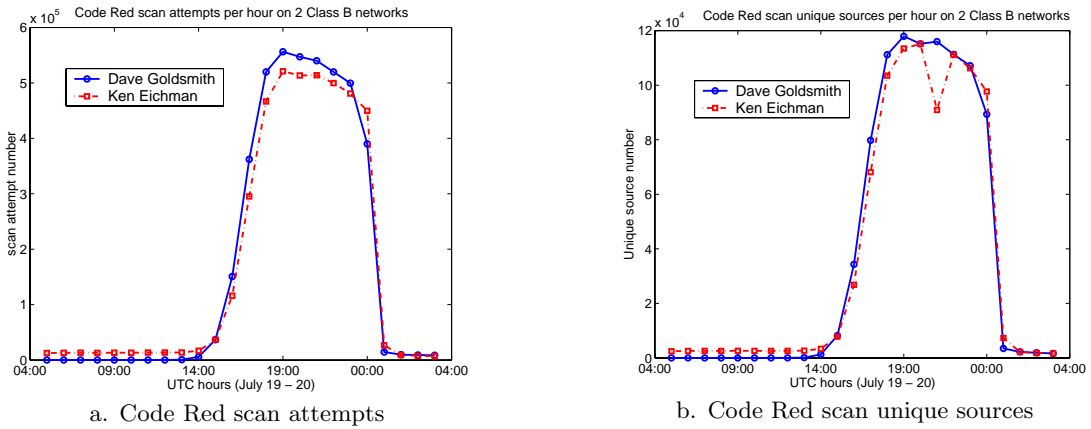 Code Red scan attempts per hour on 2 Class B networks
6
x 10^5
5
4
3
2
1
0
scan attempt number
Dave Goldsmith
Ken Eichman
04:00 09:00 14:00 19:00 00:00 04:00
UTC hours (July 19 – 20)
a. Code Red scan attempts
Code Red scan unique sources per hour on 2 Class B networks
12
x 10^4
10
8
6
4
2
0
Unique source number
Dave Goldsmith
Ken Eichman
04:00 09:00 14:00 19:00 00:00 04:00
UTC hours (July 19 – 20)
b. Code Red scan unique sources